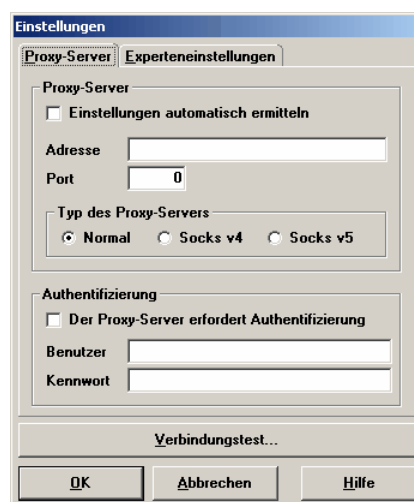 Einstellungen
Proxy-Server Experteneinstellungen
Proxy-Server
Einstellungen automatisch ermitteln
Adresse
Port 0
Typ des Proxy-Servers
Normal Socks v4 Socks v5
Authentifizierung
Der Proxy-Server erfordert Authentifizierung
Benutzer
Kennwort
Verbindungstest...
OK Abbrechen Hilfe